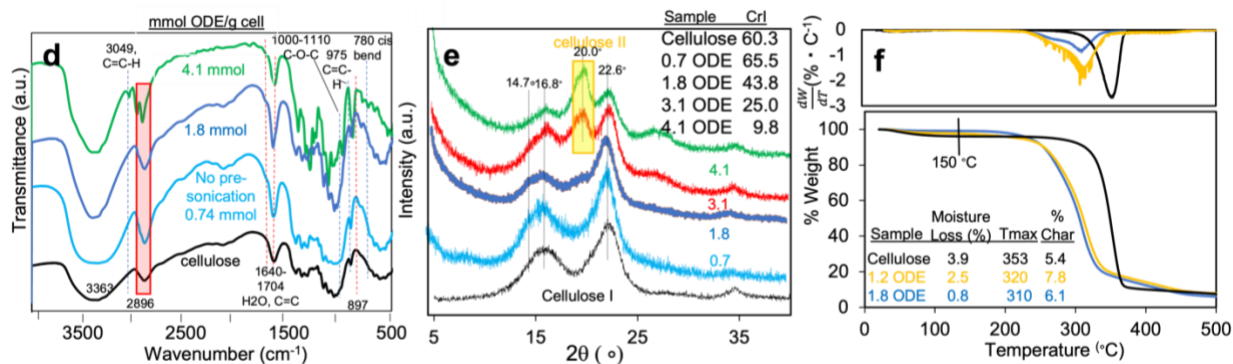 mmol ODE/g cell
d
3049,
C=C-H
1000-1110
C-O-C
975
C=C-
H
780 cis
bend
4.1 mmol
1.8 mmol
No pre-
sonication
0.74 mmol
cellulose
3363
2896
1640-
1704
H2O, C=C
897
Transmittance (a.u.)
3500
2500
1500
500
Wavenumber (cm⁻¹)
e
cellulose II
20.0°
14.7°
16.8°
22.6°
Sample CrI
Cellulose 60.3
0.7 ODE 65.5
1.8 ODE 43.8
3.1 ODE 25.0
4.1 ODE 9.8
4.1
3.1
1.8
0.7
Cellulose I
Intensity (a.u.)
5
15
25
35
2θ (°)
f
dW/dT (% · C⁻¹)
0
-1
-2
-3
100
80
60
40
20
0
% Weight
150 °C
Sample Moisture Loss (%) Tmax % Char
Cellulose 3.9 353 5.4
1.2 ODE 2.5 320 7.8
1.8 ODE 0.8 310 6.1
0 100 200 300 400 500
Temperature (°C)